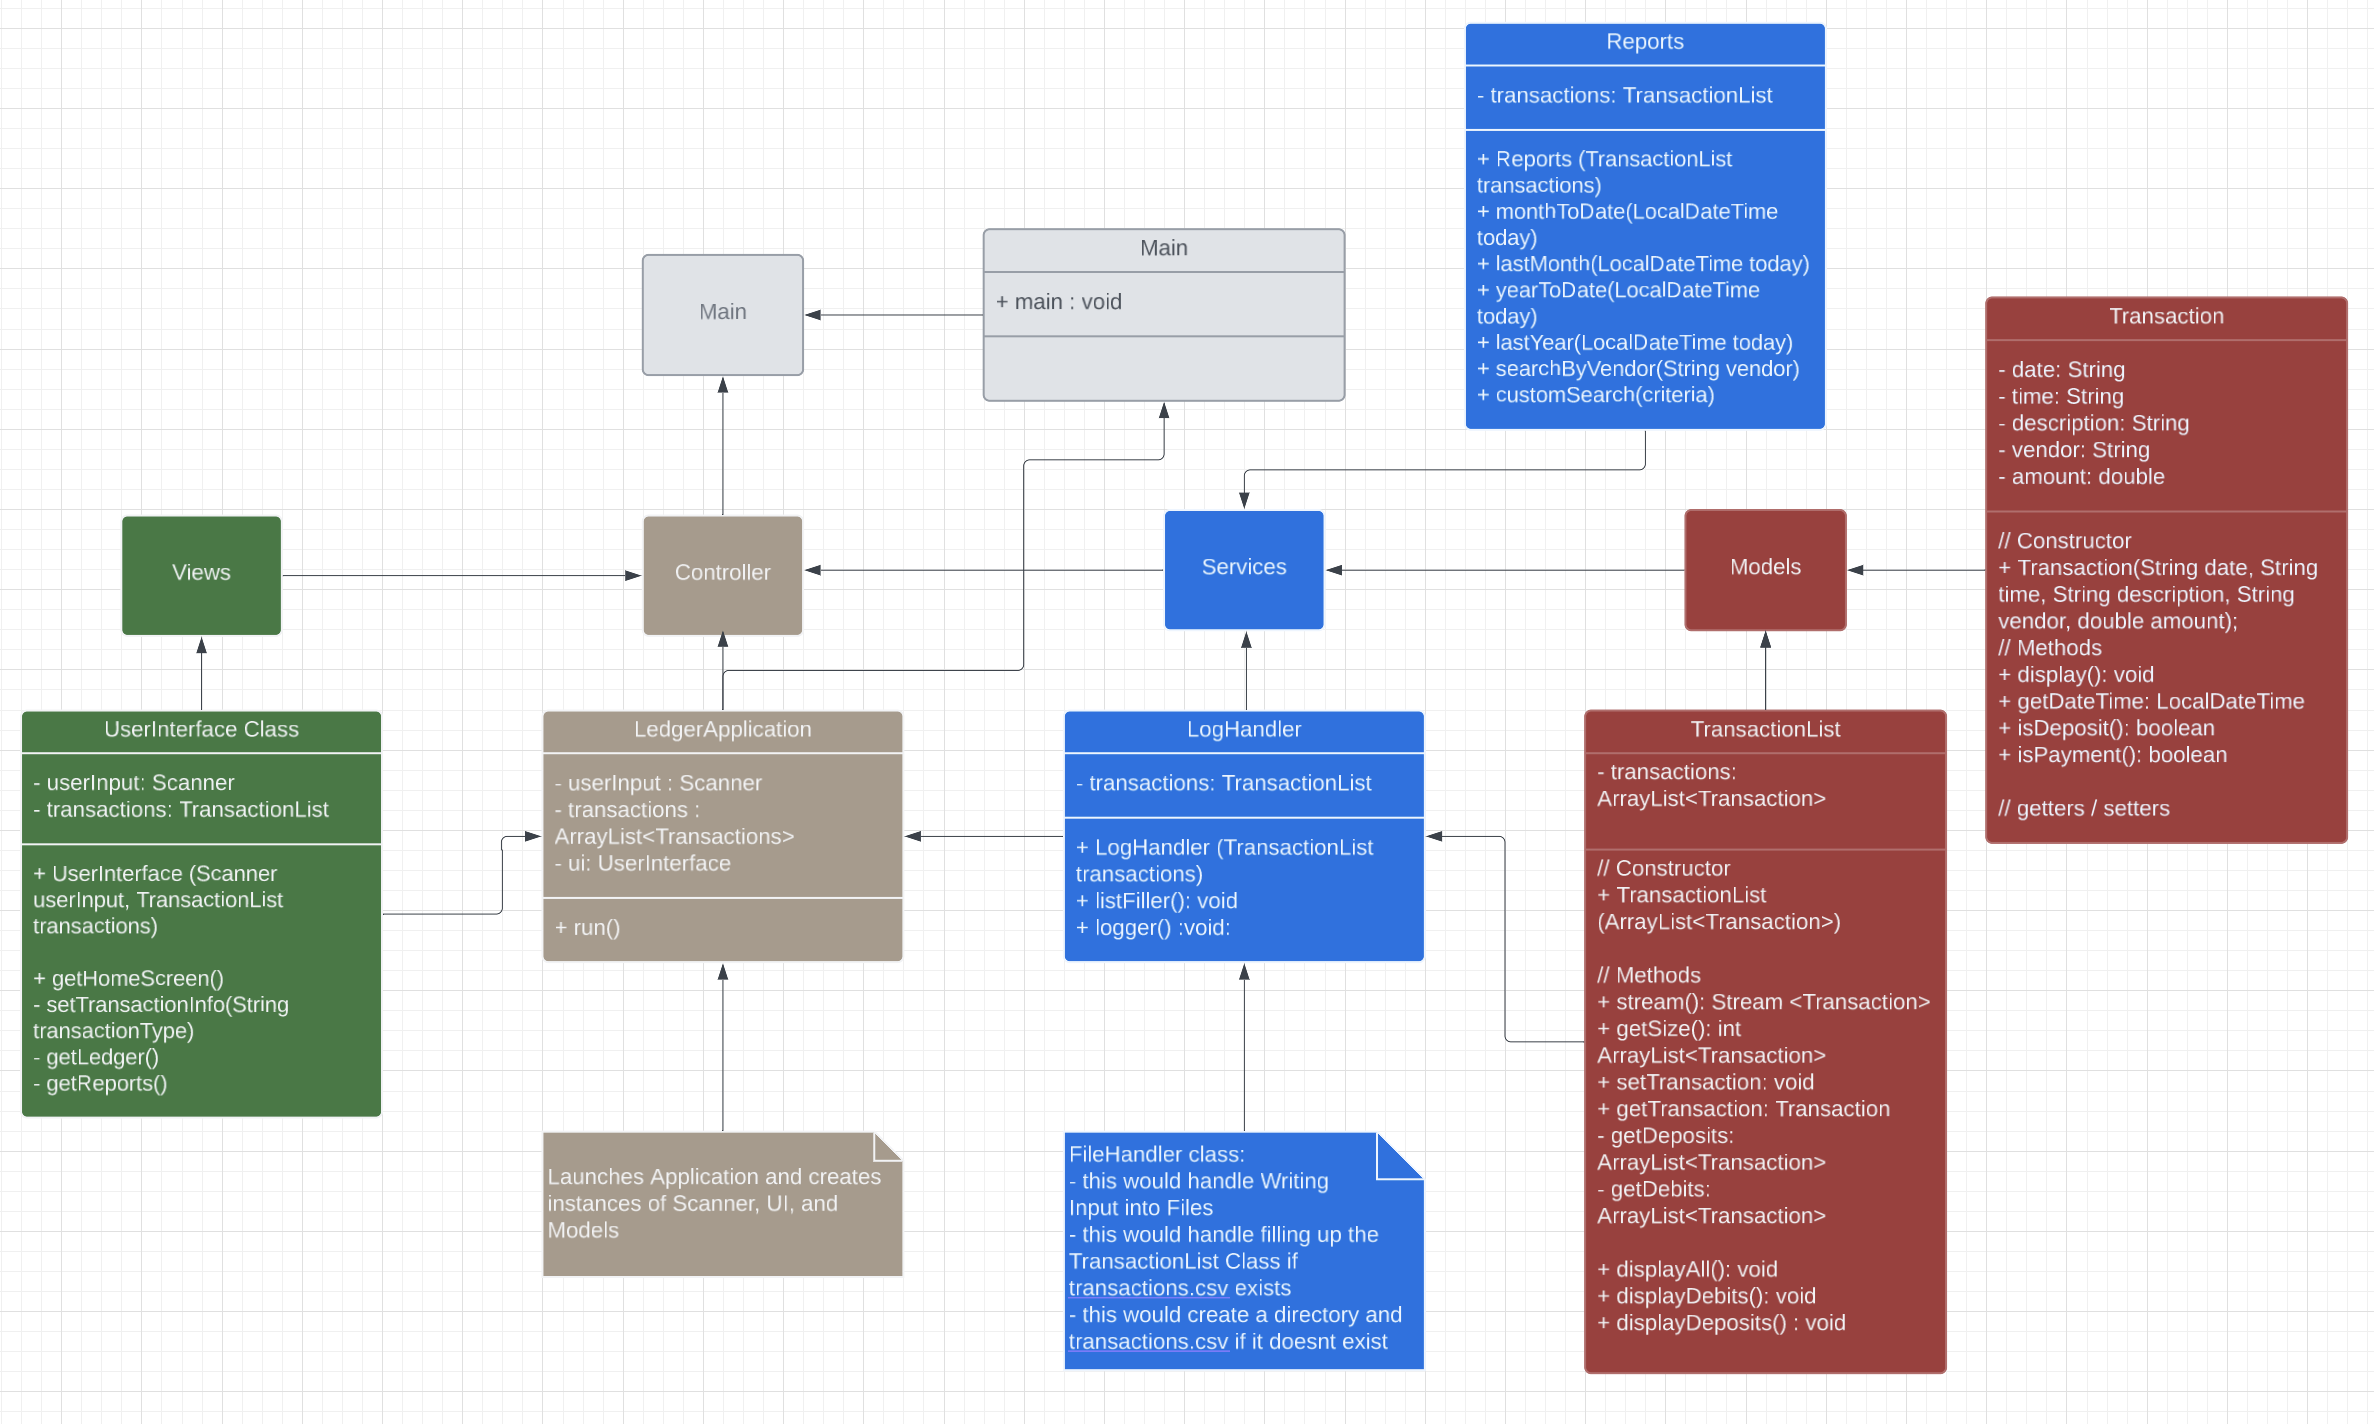 Reports
- transactions: TransactionList
+ Reports (TransactionList
transactions)
+ monthToDate(LocalDateTime
today)
+ lastMonth(LocalDateTime today)
+ yearToDate(LocalDateTime
today)
+ lastYear(LocalDateTime today)
+ searchByVendor(String vendor)
+ customSearch(criteria)
Main
Main
+ main : void
Transaction
- date: String
- time: String
- description: String
- vendor: String
- amount: double
// Constructor
+ Transaction(String date, String
time, String description, String
vendor, double amount);
// Methods
+ display(): void
+ getDateTime: LocalDateTime
+ isDeposit(): boolean
+ isPayment(): boolean
// getters / setters
Views
Controller
Services
Models
UserInterface Class
- userInput: Scanner
- transactions: TransactionList
+ UserInterface (Scanner
userInput, TransactionList
transactions)
+ getHomeScreen()
- setTransactionInfo(String
transactionType)
- getLedger()
- getReports()
LedgerApplication
- userInput : Scanner
- transactions :
ArrayList<Transactions>
- ui: UserInterface
+ run()
Launches Application and creates
instances of Scanner, UI, and
Models
LogHandler
- transactions: TransactionList
+ LogHandler (TransactionList
transactions)
+ listFiller(): void
+ logger() :void:
FileHandler class:
- this would handle Writing
Input into Files
- this would handle filling up the
TransactionList Class if
transactions.csv exists
- this would create a directory and
transactions.csv if it doesnt exist
TransactionList
- transactions:
ArrayList<Transaction>
// Constructor
+ TransactionList
(ArrayList<Transaction>)
// Methods
+ stream(): Stream <Transaction>
+ getSize(): int
ArrayList<Transaction>
+ setTransaction: void
+ getTransaction: Transaction
- getDeposits:
ArrayList<Transaction>
- getDebits:
ArrayList<Transaction>
+ displayAll(): void
+ displayDebits(): void
+ displayDeposits() : void